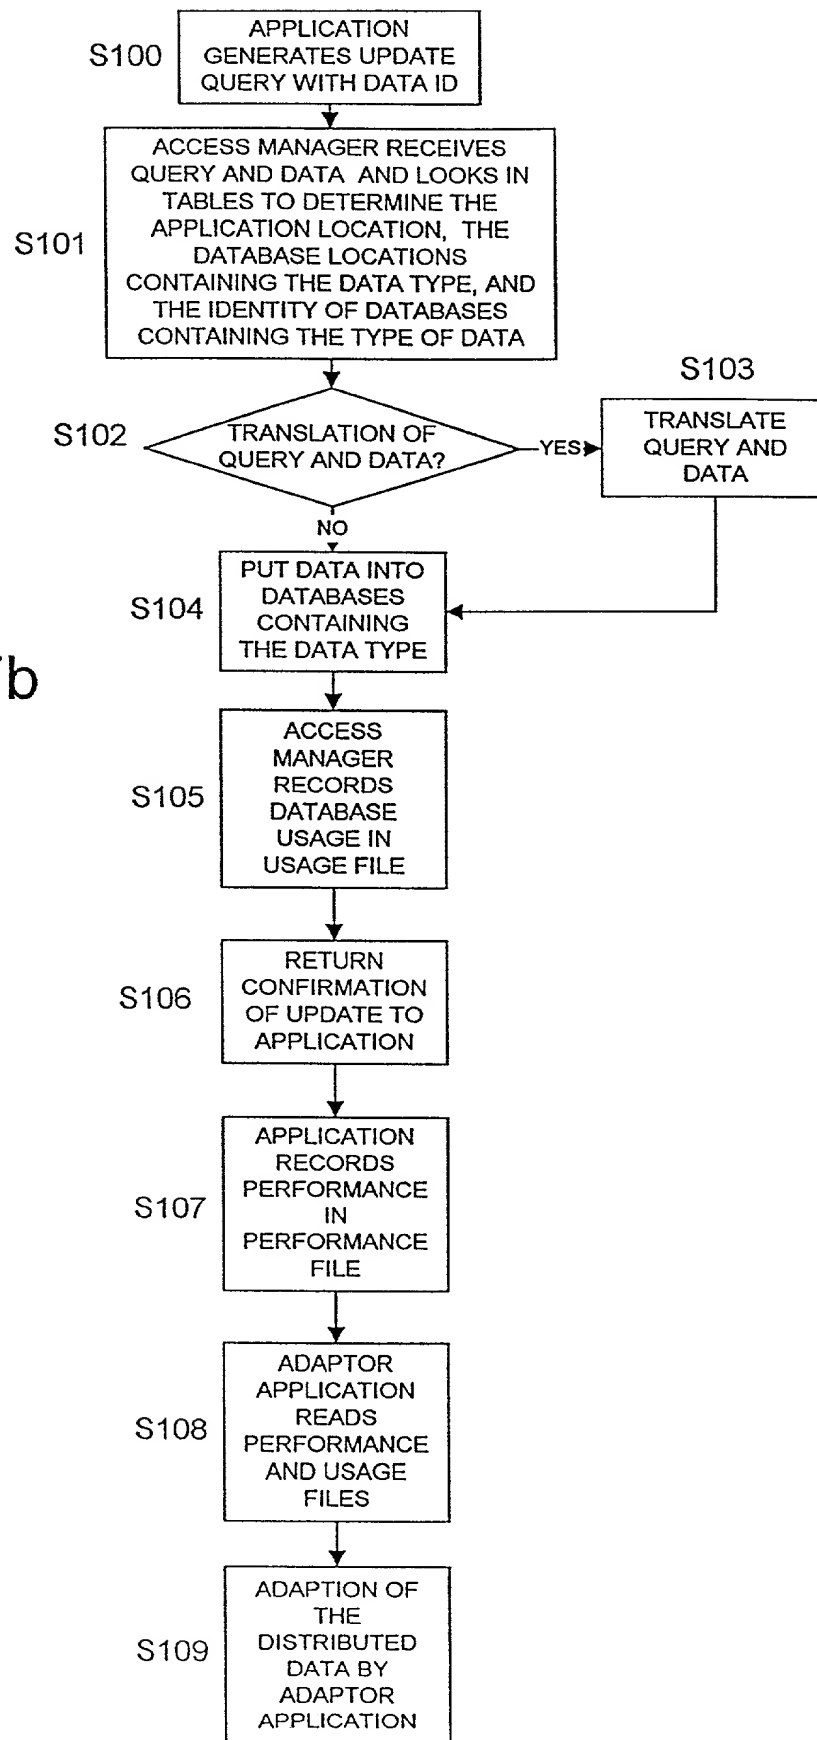 S100
APPLICATION
GENERATES UPDATE
QUERY WITH DATA ID
S101
ACCESS MANAGER RECEIVES
QUERY AND DATA AND LOOKS IN
TABLES TO DETERMINE THE
APPLICATION LOCATION, THE
DATABASE LOCATIONS
CONTAINING THE DATA TYPE, AND
THE IDENTITY OF DATABASES
CONTAINING THE TYPE OF DATA
S102
TRANSLATION OF
QUERY AND DATA?
YES
S103
TRANSLATE
QUERY AND
DATA
NO
S104
PUT DATA INTO
DATABASES
CONTAINING
THE DATA TYPE
b
S105
ACCESS
MANAGER
RECORDS
DATABASE
USAGE IN
USAGE FILE
S106
RETURN
CONFIRMATION
OF UPDATE TO
APPLICATION
S107
APPLICATION
RECORDS
PERFORMANCE
IN
PERFORMANCE
FILE
S108
ADAPTOR
APPLICATION
READS
PERFORMANCE
AND USAGE
FILES
S109
ADAPTION OF
THE
DISTRIBUTED
DATA BY
ADAPTOR
APPLICATION